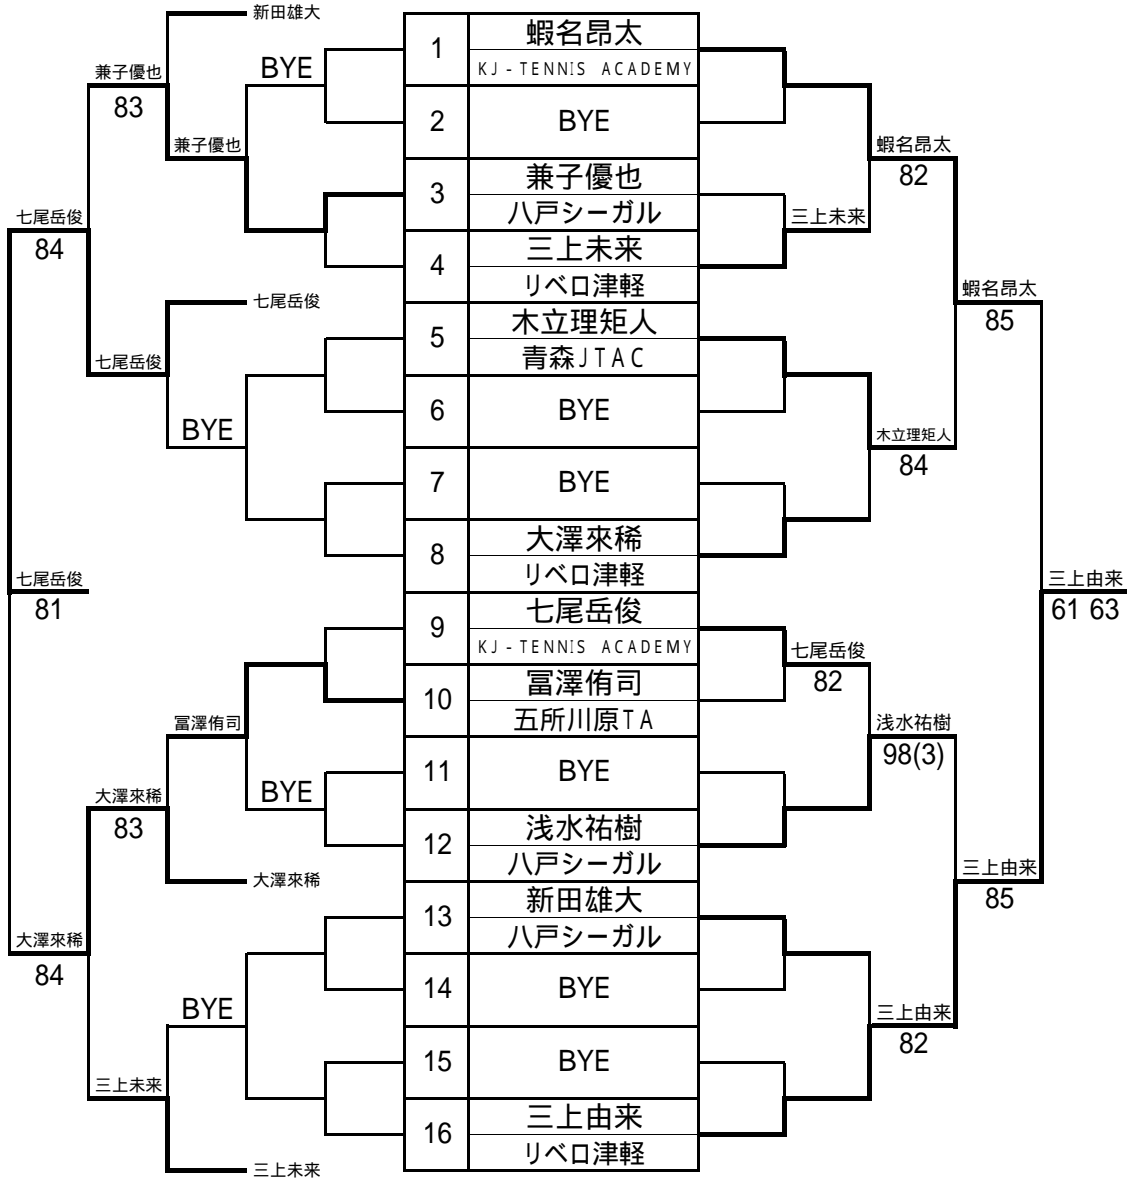 新田雄大
BYE
兼子優也
83
兼子優也
七尾岳俊
84
七尾岳俊
七尾岳俊
BYE
七尾岳俊
81
冨澤侑司
BYE
大澤來稀
83
大澤來稀
大澤來稀
84
BYE
三上未来
三上未来
1 蝦名昂太
KJ-TENNIS ACADEMY
2 BYE
3 兼子優也
八戸シーガル
4 三上未来
リベロ津軽
5 木立理矩人
青森JTAC
6 BYE
7 BYE
8 大澤來稀
リベロ津軽
9 七尾岳俊
KJ-TENNIS ACADEMY
10 冨澤侑司
五所川原TA
11 BYE
12 浅水祐樹
八戸シーガル
13 新田雄大
八戸シーガル
14 BYE
15 BYE
16 三上由来
リベロ津軽
蝦名昂太
82
三上未来
蝦名昂太
85
木立理矩人
84
三上由来
61 63
七尾岳俊
82
浅水祐樹
98(3)
三上由来
85
三上由来
82